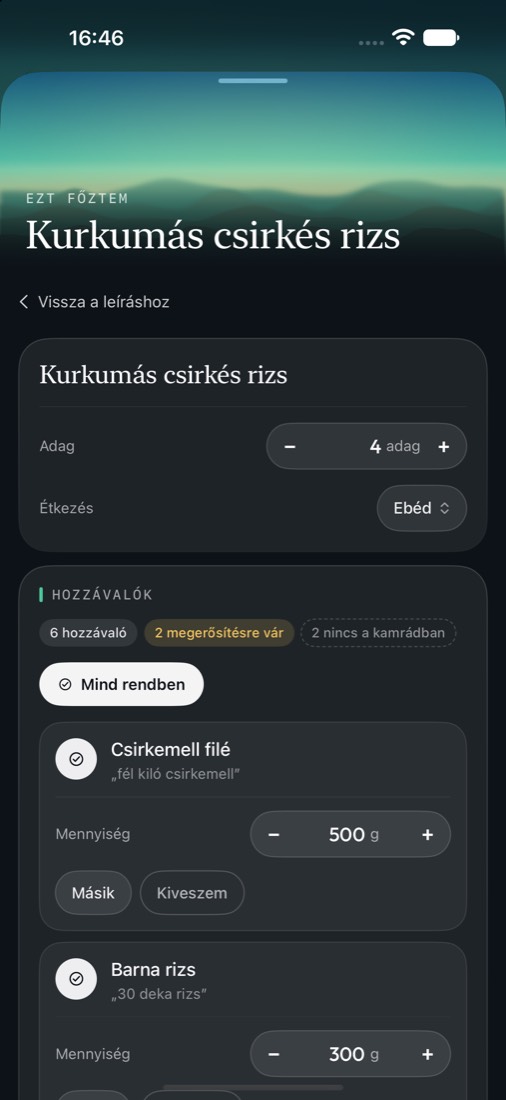 16:46
EZT FŐZTEM
Kurkumás csirkés rizs
Vissza a leíráshoz
Kurkumás csirkés rizs
Adag
− 4 adag +
Étkezés
Ebéd
HOZZÁVALÓK
6 hozzávaló
2 megerősítésre vár
2 nincs a kamrádban
Mind rendben
Csirkemell filé
„fél kiló csirkemell”
Mennyiség
− 500 g +
Másik
Kiveszem
Barna rizs
„30 deka rizs”
Mennyiség
− 300 g +